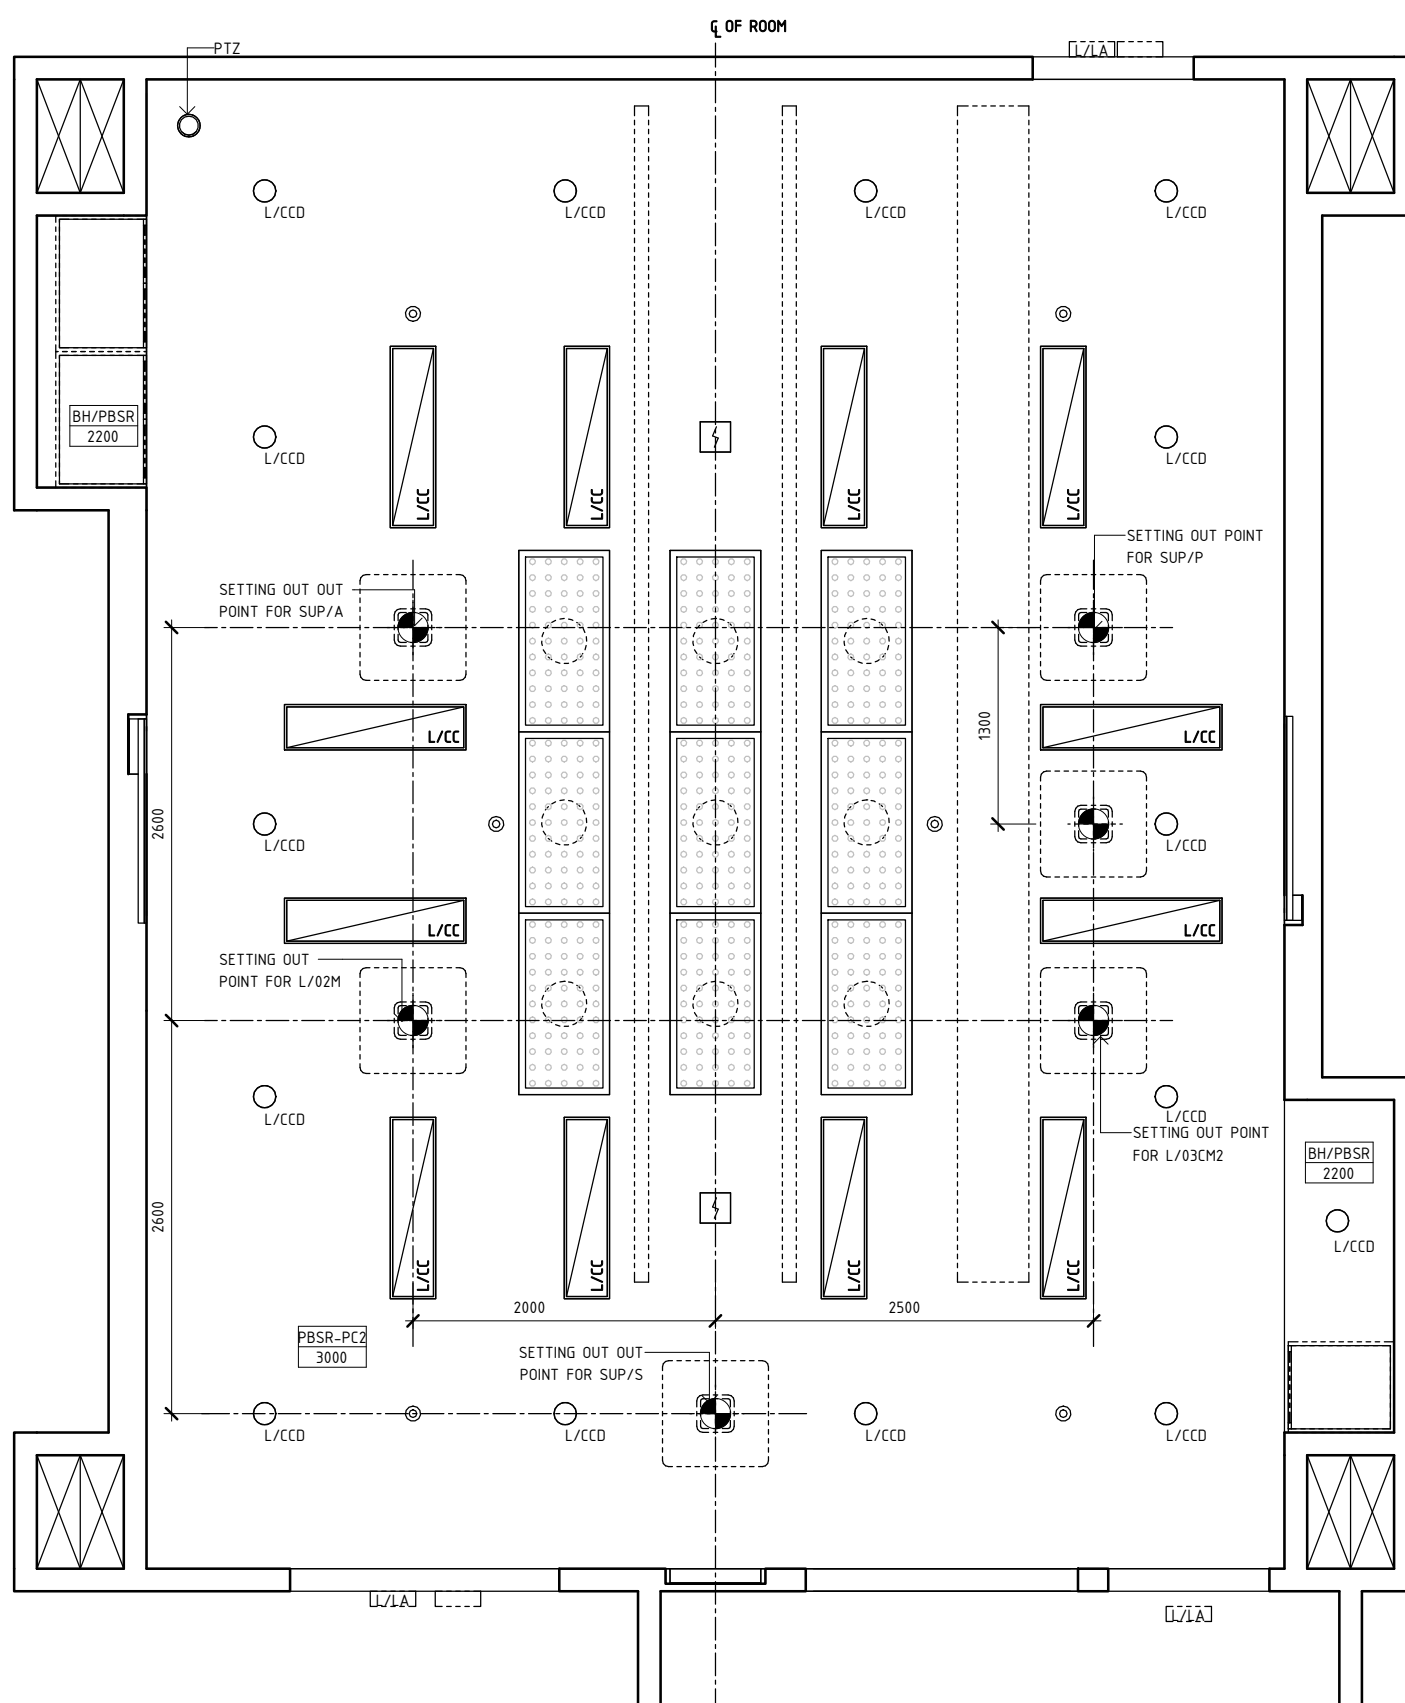 ℄ OF ROOM
PTZ
L/LA
L/CCD
L/CCD
L/CCD
L/CCD
BH/PBSR
2200
L/CCD
L/CCD
L/CC
L/CC
L/CC
L/CC
SETTING OUT POINT
FOR SUP/P
SETTING OUT OUT
POINT FOR SUP/A
1300
L/CC
L/CC
2600
L/CCD
L/CCD
L/CC
L/CC
SETTING OUT
POINT FOR L/02M
L/CCD
L/CCD
SETTING OUT POINT
FOR L/03CM2
BH/PBSR
2200
2600
L/CCD
L/CC
L/CC
L/CC
L/CC
2000
2500
PBSR-PC2
3000
SETTING OUT OUT
POINT FOR SUP/S
L/CCD
L/CCD
L/CCD
L/CCD
L/LA
L/LA